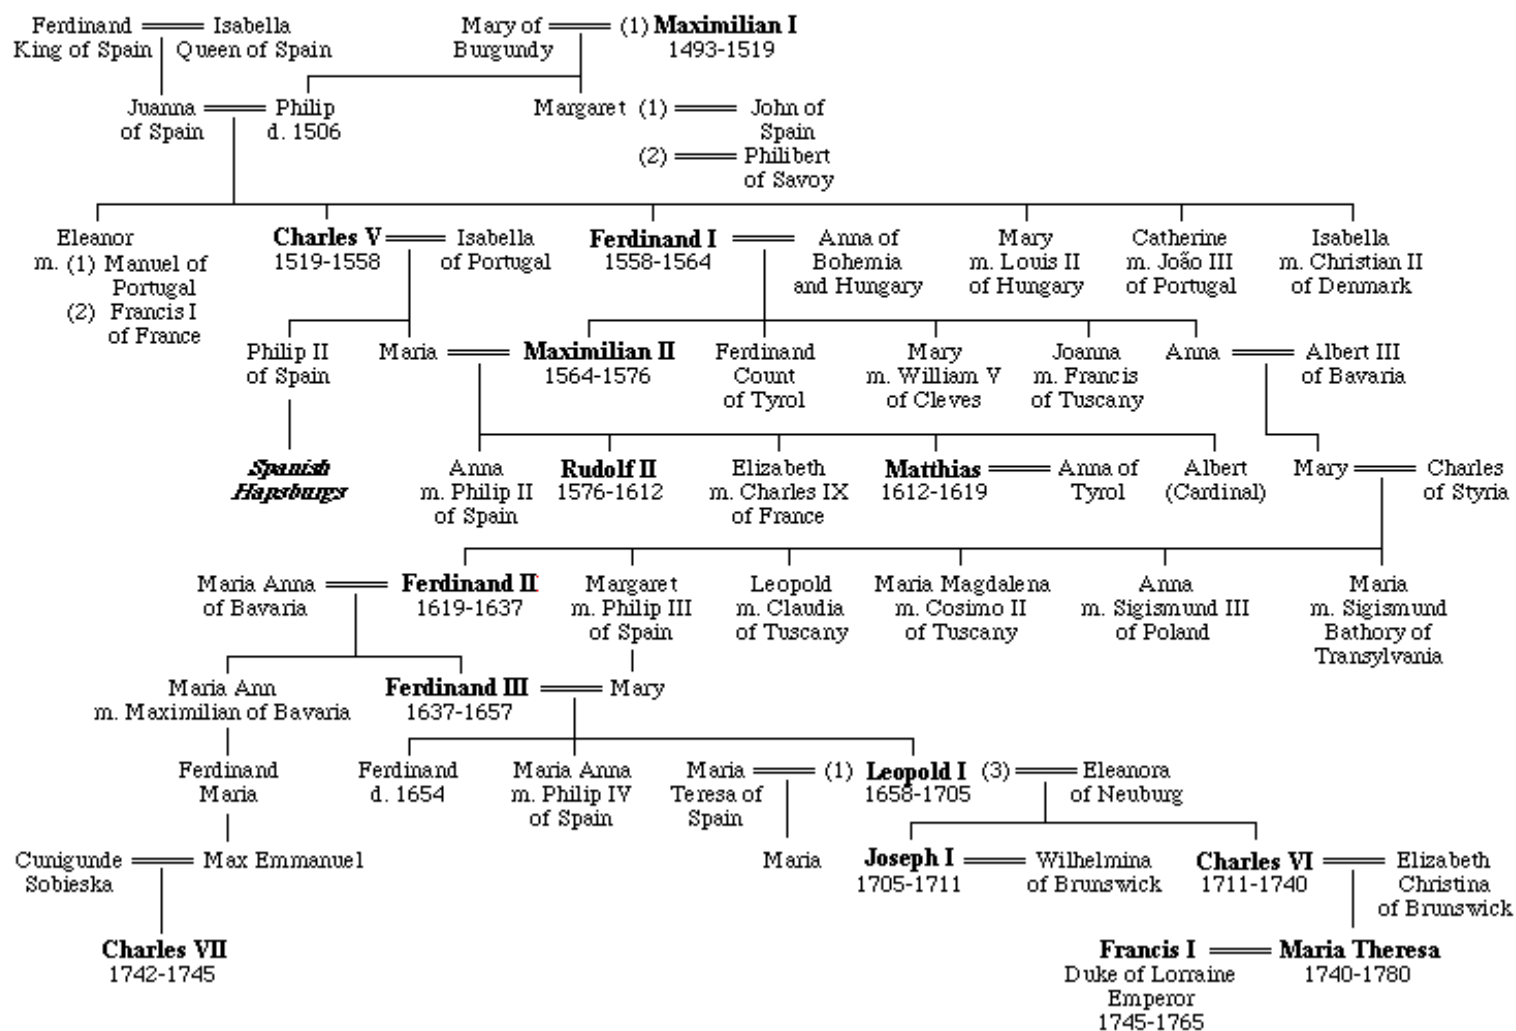 Ferdinand Isabella Mary of (1) Maximilian I
King of Spain Queen of Spain Burgundy 1493-1519
Juanna Philip Margaret (1) John of
of Spain d. 1506 Spain
(2) Philibert
of Savoy
Eleanor Charles V Isabella Ferdinand I Anna of Mary Catherine Isabella
m. (1) Manuel of 1519-1558 of Portugal 1558-1564 Bohemia m. Louis II m. João III m. Christian II
Portugal and Hungary of Hungary of Portugal of Denmark
(2) Francis I
of France
Philip II Maria Maximilian II Ferdinand Mary Joanna Anna Albert III
of Spain 1564-1576 Count m. William V m. Francis of Bavaria
of Tyrol of Cleves of Tuscany
Spanish Anna Rudolf II Elizabeth Matthias Anna of Albert Mary Charles
Hapsburgs m. Philip II 1576-1612 m. Charles IX 1612-1619 Tyrol (Cardinal) of Styria
of Spain of France
Maria Anna Ferdinand II Margaret Leopold Maria Magdalena Anna Maria
of Bavaria 1619-1637 m. Philip III m. Claudia m. Cosimo II m. Sigismund III m. Sigismund
of Spain of Tuscany of Tuscany of Poland Bathory of
Transylvania
Maria Ann Ferdinand III Mary
m. Maximilian of Bavaria 1637-1657
Ferdinand Ferdinand Maria Anna Maria (1) Leopold I (3) Eleanora
Maria d. 1654 m. Philip IV Teresa of 1658-1705 of Neuburg
of Spain Spain
Cunigunde Max Emmanuel Maria Joseph I Wilhelmina Charles VI Elizabeth
Sobieska 1705-1711 of Brunswick 1711-1740 Christina
of Brunswick
Charles VII Francis I Maria Theresa
1742-1745 Duke of Lorraine 1740-1780
Emperor
1745-1765